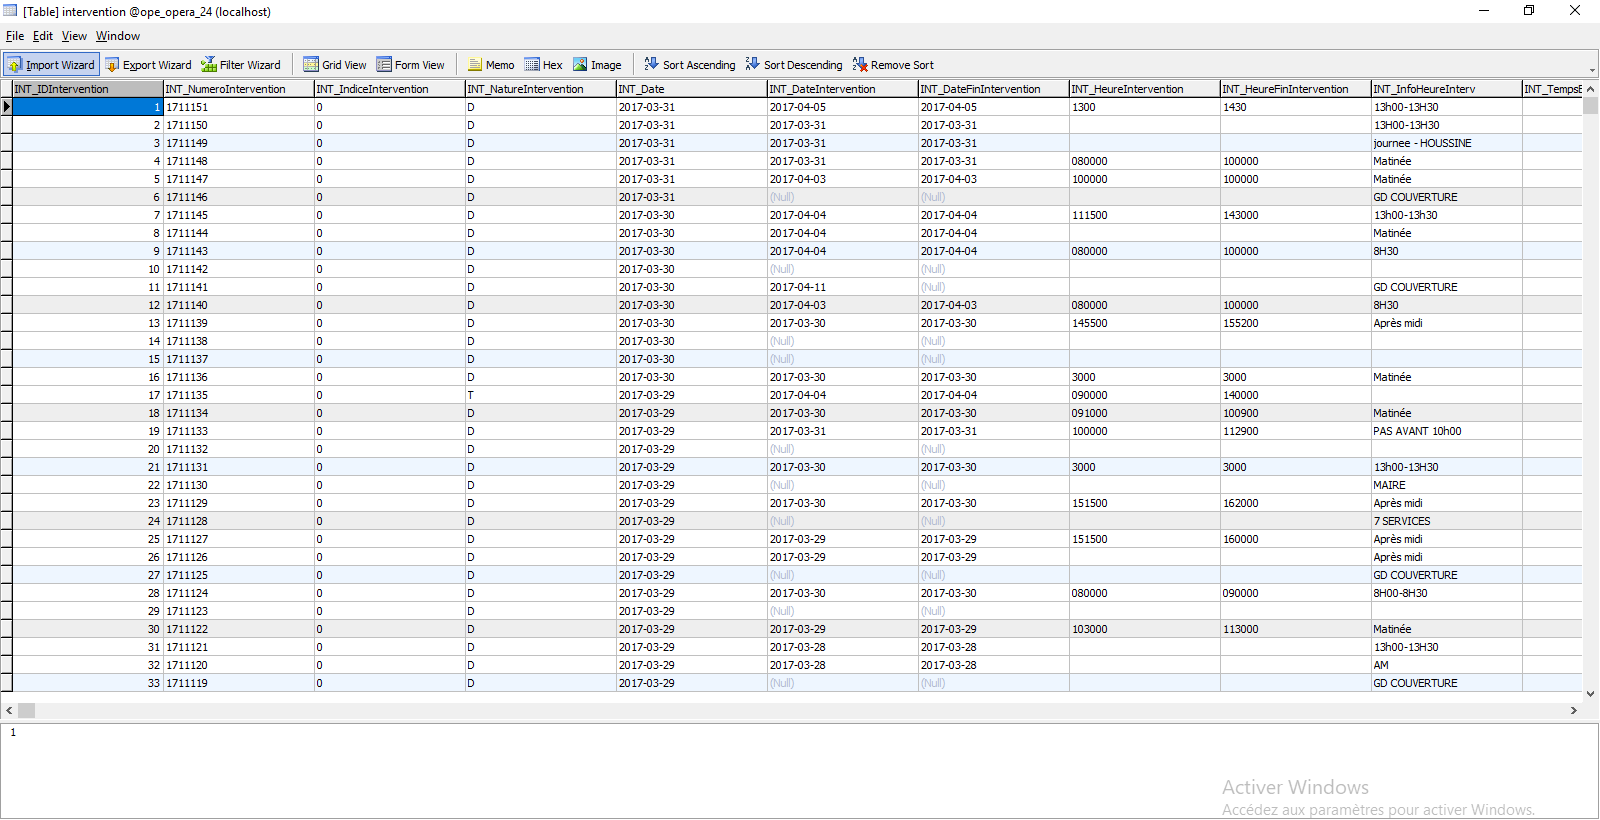 [Table] intervention @ope_opera_24 (localhost)
File Edit View Window
Import Wizard Export Wizard Filter Wizard Grid View Form View Memo Hex Image Sort Ascending Sort Descending Remove Sort
INT_IDIntervention INT_NumeroIntervention INT_IndiceIntervention INT_NatureIntervention INT_Date INT_DateIntervention INT_DateFinIntervention INT_HeureIntervention INT_HeureFinIntervention INT_InfoHeureInterv INT_TempsE
1 1711151 0 D 2017-03-31 2017-04-05 2017-04-05 1300 1430 13h00-13H30
2 1711150 0 D 2017-03-31 2017-03-31 2017-03-31 13H00-13H30
3 1711149 0 D 2017-03-31 2017-03-31 2017-03-31 journee - HOUSSINE
4 1711148 0 D 2017-03-31 2017-03-31 2017-03-31 080000 100000 Matinée
5 1711147 0 D 2017-03-31 2017-04-03 2017-04-03 100000 100000 Matinée
6 1711146 0 D 2017-03-31 (Null) (Null) GD COUVERTURE
7 1711145 0 D 2017-03-30 2017-04-04 2017-04-04 111500 143000 13h00-13h30
8 1711144 0 D 2017-03-30 2017-04-04 2017-04-04 Matinée
9 1711143 0 D 2017-03-30 2017-04-04 2017-04-04 080000 100000 8H30
10 1711142 0 D 2017-03-30 (Null) (Null)
11 1711141 0 D 2017-03-30 2017-04-11 (Null) GD COUVERTURE
12 1711140 0 D 2017-03-30 2017-04-03 2017-04-03 080000 100000 8H30
13 1711139 0 D 2017-03-30 2017-03-30 2017-03-30 145500 155200 Après midi
14 1711138 0 D 2017-03-30 (Null) (Null)
15 1711137 0 D 2017-03-30 (Null) (Null)
16 1711136 0 D 2017-03-30 2017-03-30 2017-03-30 3000 3000 Matinée
17 1711135 0 T 2017-03-29 2017-04-04 2017-04-04 090000 140000
18 1711134 0 D 2017-03-29 2017-03-30 2017-03-30 091000 100900 Matinée
19 1711133 0 D 2017-03-29 2017-03-31 2017-03-31 100000 112900 PAS AVANT 10h00
20 1711132 0 D 2017-03-29 (Null) (Null)
21 1711131 0 D 2017-03-29 2017-03-30 2017-03-30 3000 3000 13h00-13H30
22 1711130 0 D 2017-03-29 (Null) (Null) MAIRE
23 1711129 0 D 2017-03-29 2017-03-30 2017-03-30 151500 162000 Après midi
24 1711128 0 D 2017-03-29 (Null) (Null) 7 SERVICES
25 1711127 0 D 2017-03-29 2017-03-29 2017-03-29 151500 160000 Après midi
26 1711126 0 D 2017-03-29 2017-03-29 2017-03-29 Après midi
27 1711125 0 D 2017-03-29 (Null) (Null) GD COUVERTURE
28 1711124 0 D 2017-03-29 2017-03-30 2017-03-30 080000 090000 8H00-8H30
29 1711123 0 D 2017-03-29 (Null) (Null)
30 1711122 0 D 2017-03-29 2017-03-29 2017-03-29 103000 113000 Matinée
31 1711121 0 D 2017-03-29 2017-03-28 2017-03-28 13h00-13H30
32 1711120 0 D 2017-03-29 2017-03-28 2017-03-28 AM
33 1711119 0 D 2017-03-29 (Null) (Null) GD COUVERTURE
1
Activer Windows
Accédez aux paramètres pour activer Windows.